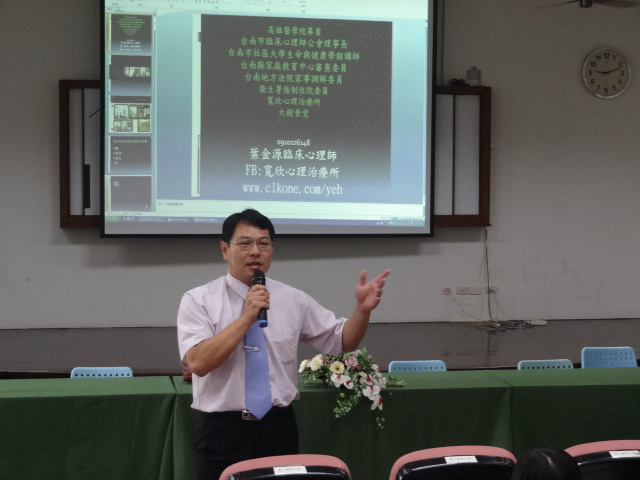 高雄醫學院畢業
台南市臨床心理師公會理事長
台南市社區大學生命與健康學程講師
台南縣家庭教育中心審查委員
台南地方法院家事調解委員
衛生署強制住院委員
寬欣心理治療所
大樹食堂
0910226148
葉金源臨床心理師
FB:寬欣心理治療所
www.clkone.com/yeh